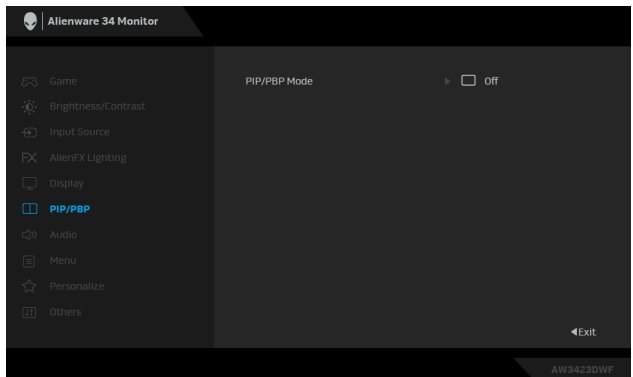 Alienware 34 Monitor
Game
PIP/PBP Mode
Off
Brightness/Contrast
Input Source
AlienFX Lighting
Display
PIP/PBP
Audio
Menu
Personalize
Others
Exit
AW3423DWF